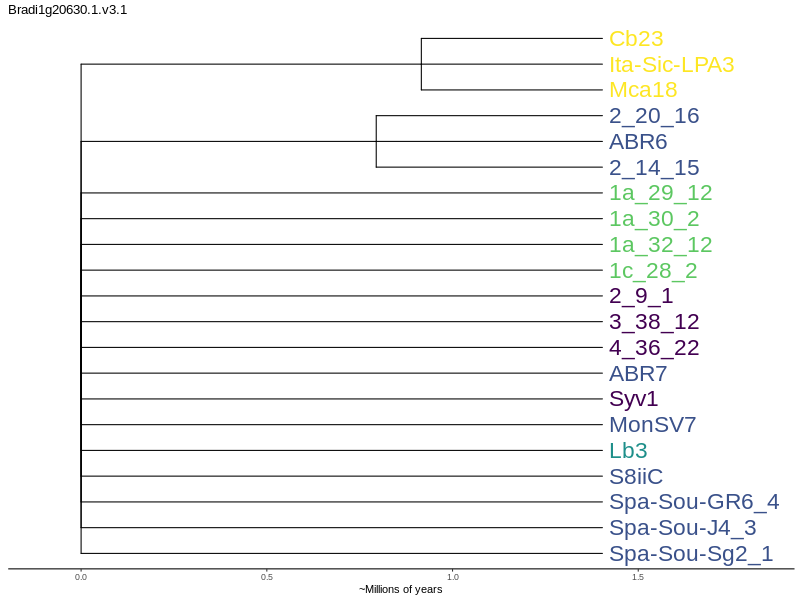 Bradi1g20630.1.v3.1
Cb23
Ita-Sic-LPA3
Mca18
2_20_16
ABR6
2_14_15
1a_29_12
1a_30_2
1a_32_12
1c_28_2
2_9_1
3_38_12
4_36_22
ABR7
Syv1
MonSV7
Lb3
S8iiC
Spa-Sou-GR6_4
Spa-Sou-J4_3
Spa-Sou-Sg2_1
0.0 0.5 1.0 1.5
~Millions of years